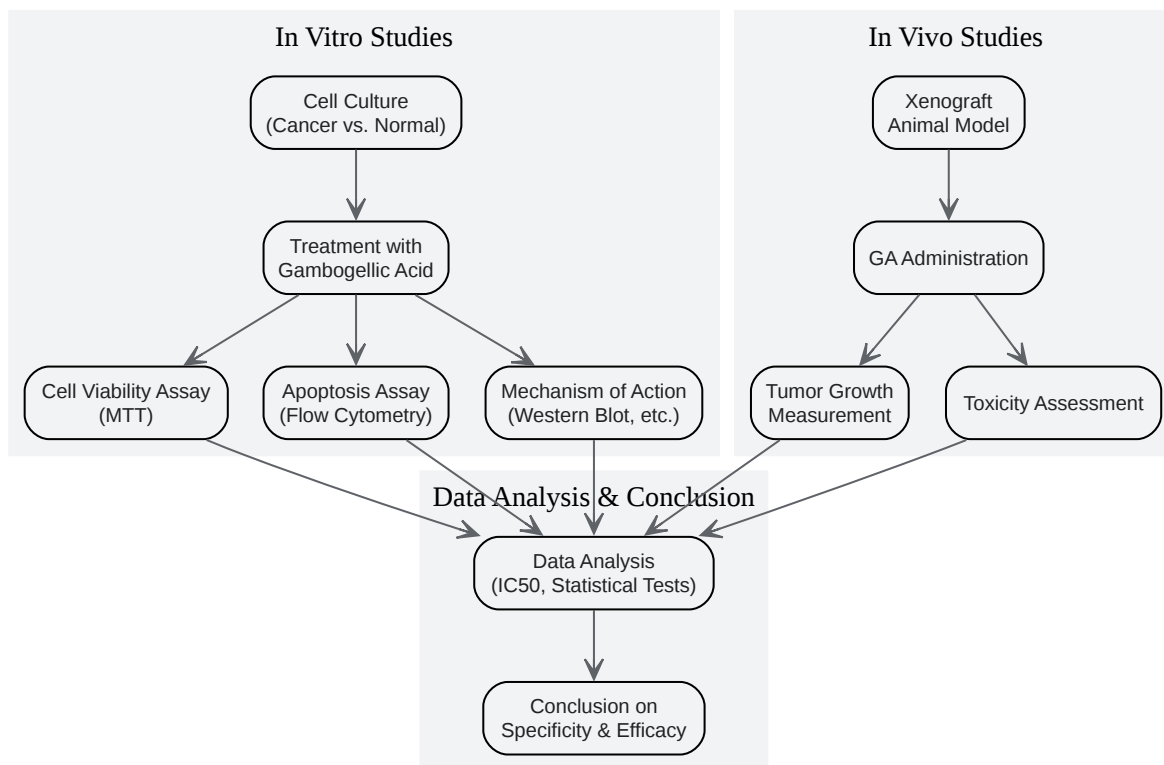 In Vitro Studies
Cell Culture
(Cancer vs. Normal)
Treatment with
Gambogellic Acid
Cell Viability Assay
(MTT)
Apoptosis Assay
(Flow Cytometry)
Mechanism of Action
(Western Blot, etc.)
In Vivo Studies
Xenograft
Animal Model
GA Administration
Tumor Growth
Measurement
Toxicity Assessment
Data Analysis & Conclusion
Data Analysis
(IC50, Statistical Tests)
Conclusion on
Specificity & Efficacy